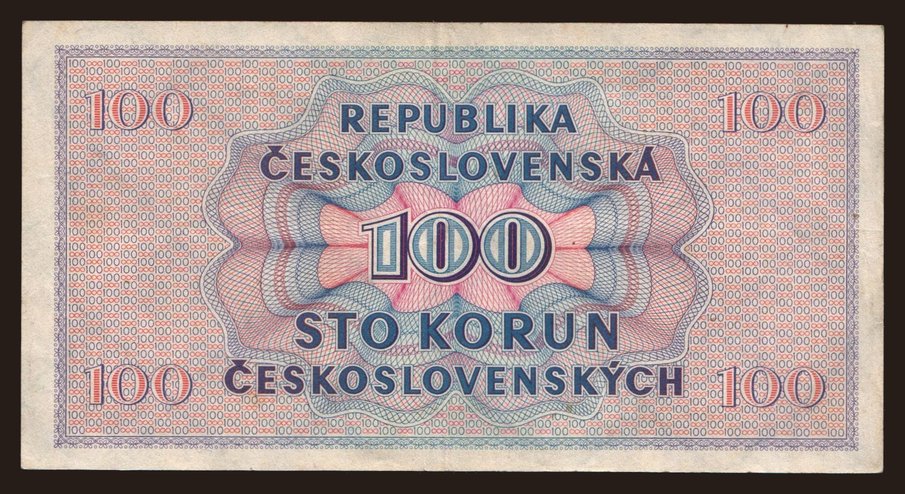 100 100
REPUBLIKA
ČESKOSLOVENSKÁ
100
STO KORUN
ČESKOSLOVENSKÝCH
100 100